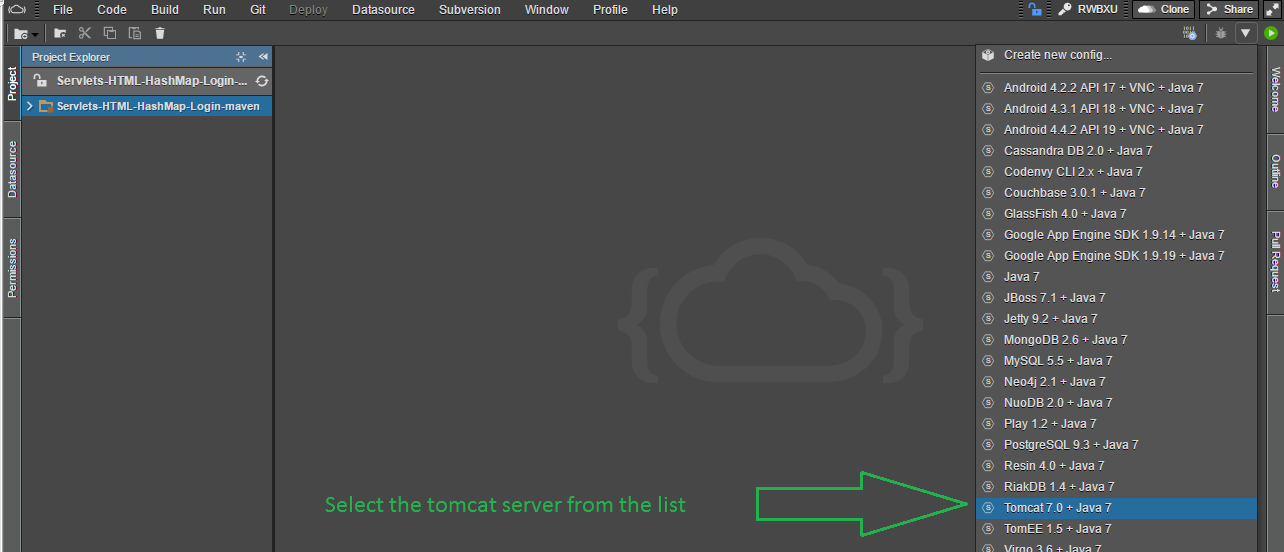 File Code Build Run Git Deploy Datasource Subversion Window Profile Help RWBXU Clone Share
Project Explorer
Servlets-HTML-HashMap-Login-...
Servlets-HTML-HashMap-Login-maven
Project
Datasource
Permissions
Create new config...
Android 4.2.2 API 17 + VNC + Java 7
Android 4.3.1 API 18 + VNC + Java 7
Android 4.4.2 API 19 + VNC + Java 7
Cassandra DB 2.0 + Java 7
Codenvy CLI 2.x + Java 7
Couchbase 3.0.1 + Java 7
GlassFish 4.0 + Java 7
Google App Engine SDK 1.9.14 + Java 7
Google App Engine SDK 1.9.19 + Java 7
Java 7
JBoss 7.1 + Java 7
Jetty 9.2 + Java 7
MongoDB 2.6 + Java 7
MySQL 5.5 + Java 7
Neo4j 2.1 + Java 7
NuoDB 2.0 + Java 7
Play 1.2 + Java 7
PostgreSQL 9.3 + Java 7
Resin 4.0 + Java 7
RiakDB 1.4 + Java 7
Tomcat 7.0 + Java 7
TomEE 1.5 + Java 7
Virgo 3.6 + Java 7
Select the tomcat server from the list
Welcome
Outline
Pull Request